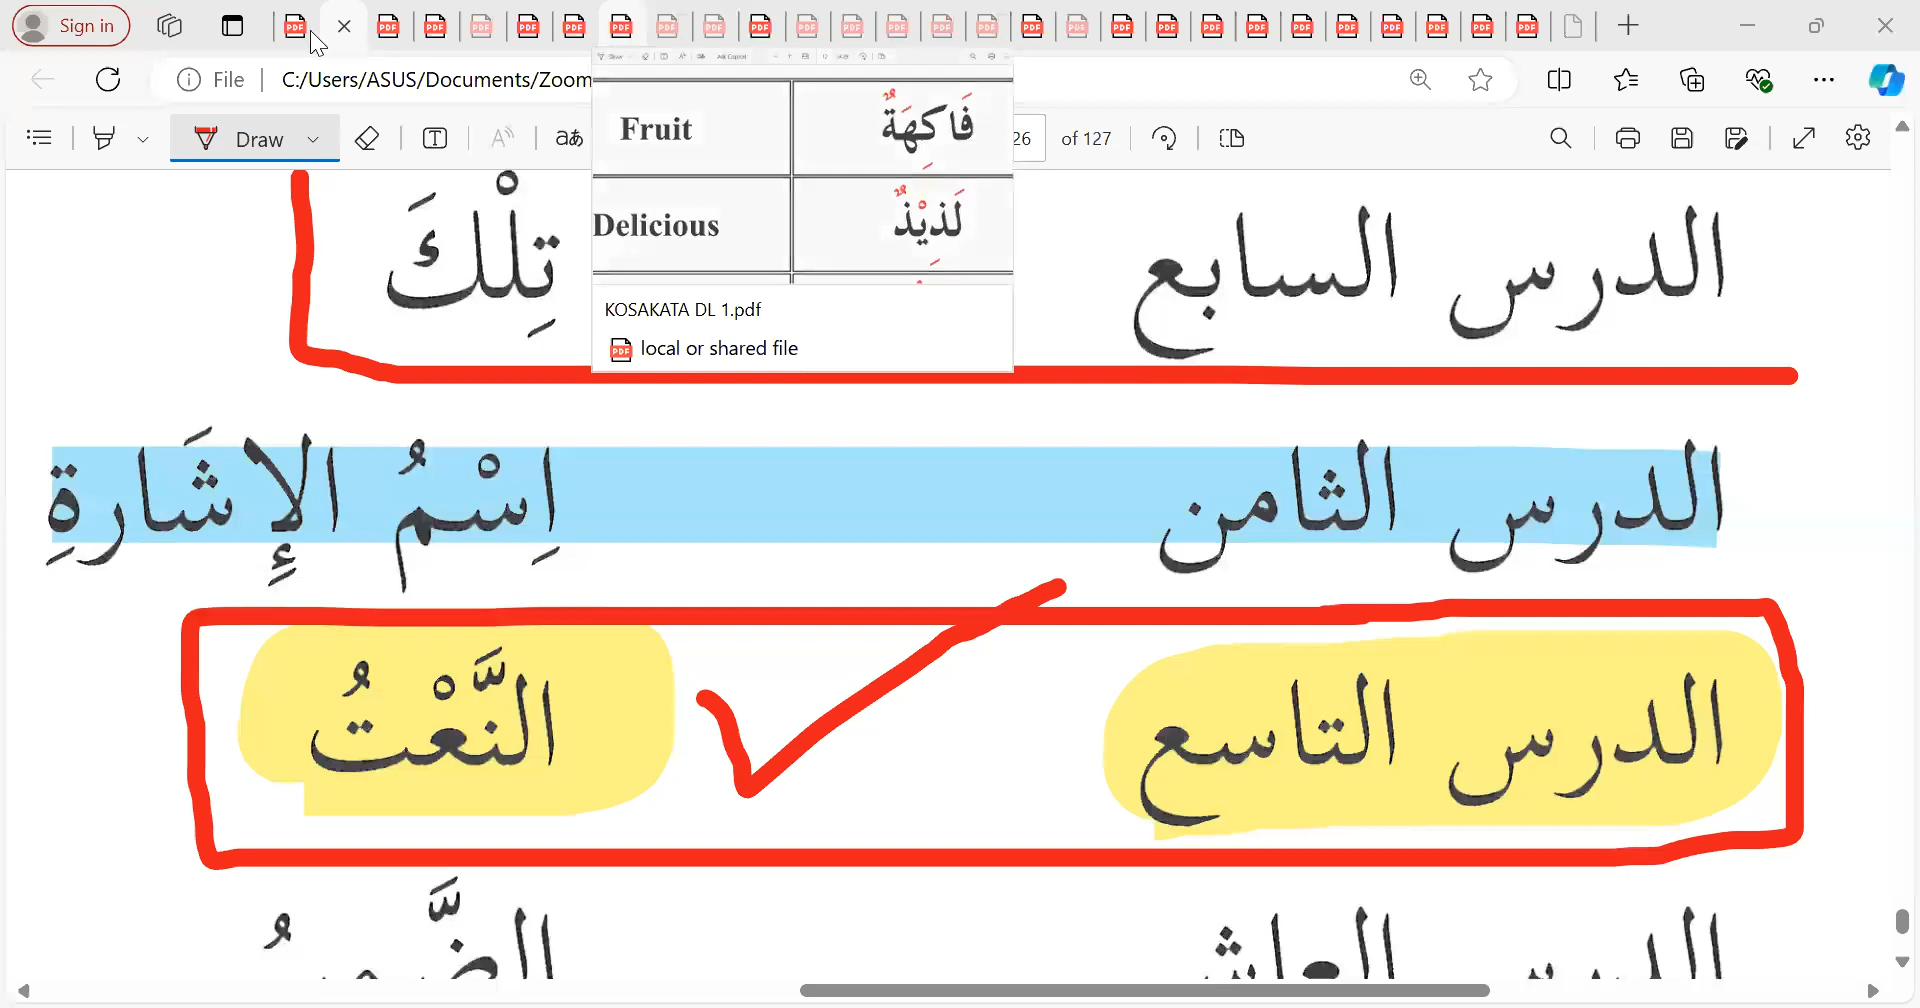 Sign in
File C:/Users/ASUS/Documents/Zoom
Draw
26 of 127
Fruit فَاكِهَةٌ
Delicious لَذِيْذٌ
KOSAKATA DL 1.pdf
local or shared file
الدرس السابع تِلْكَ
الدرس الثامن اِسْمُ الإِشَارةِ
الدرس التاسع النَّعْتُ